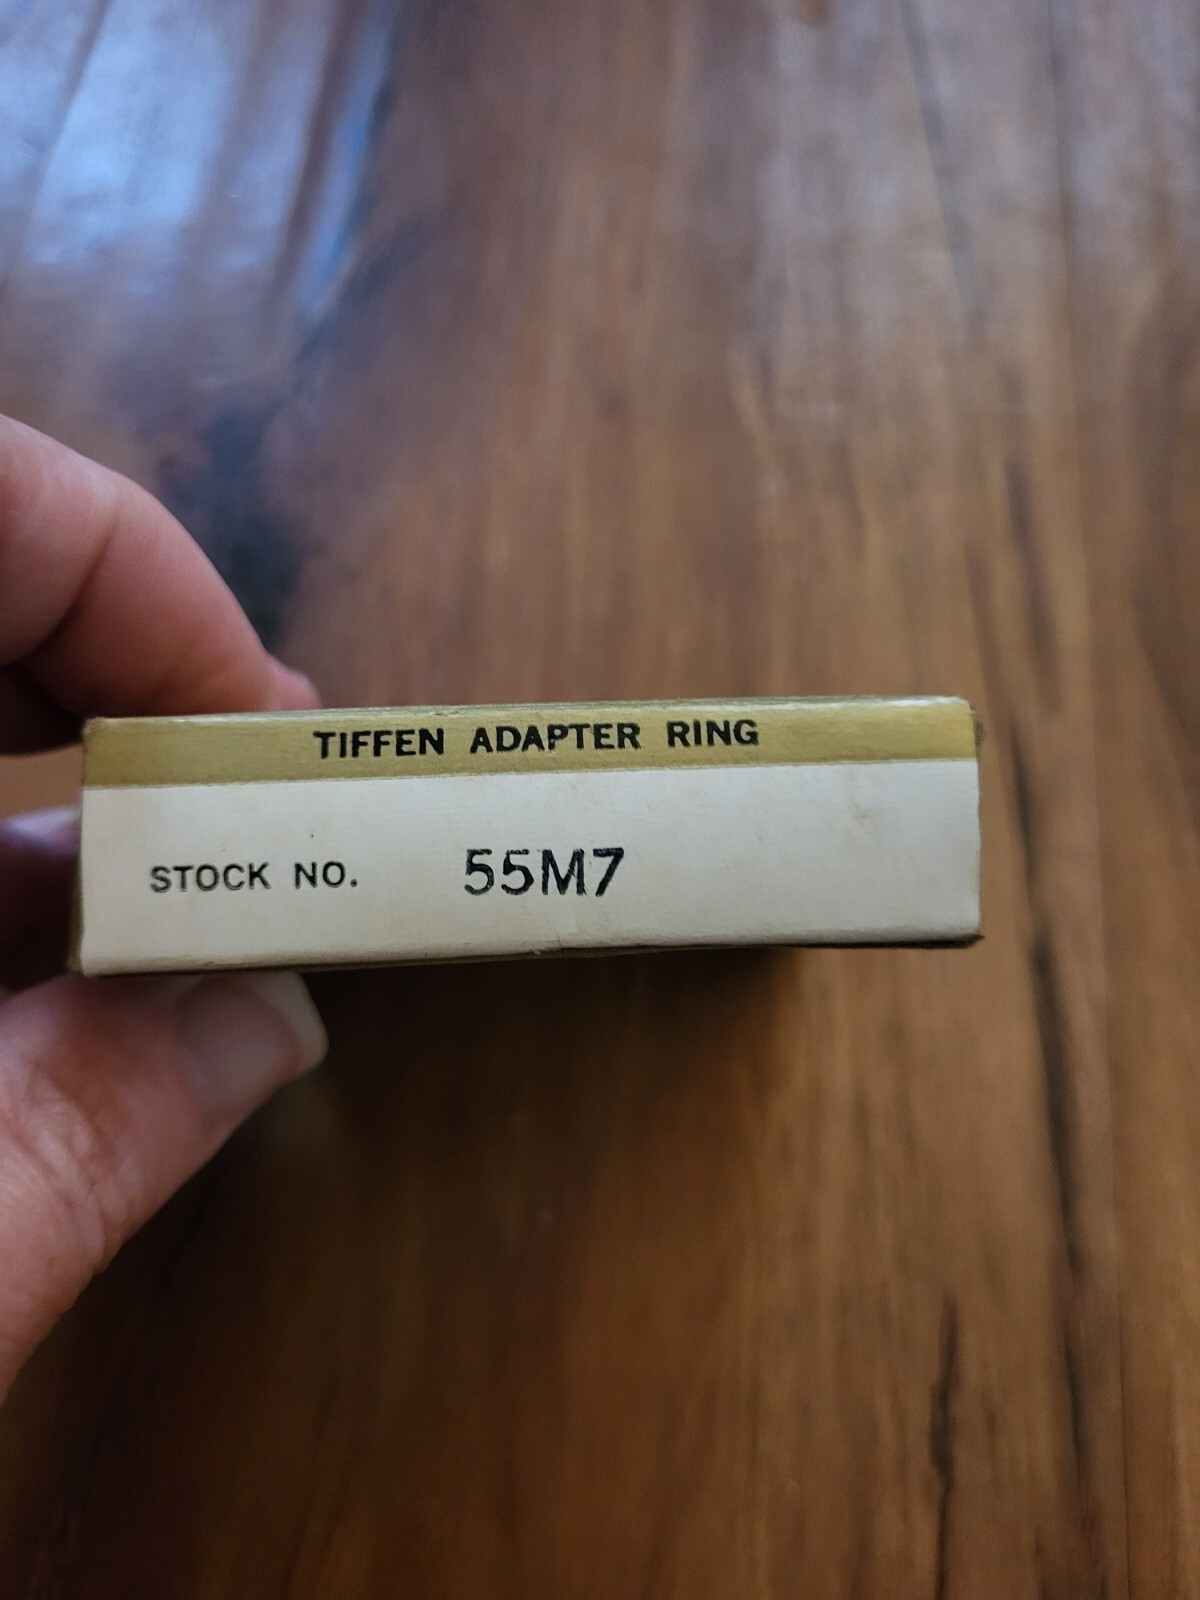 TIFFEN ADAPTER RING
STOCK NO. 55M7